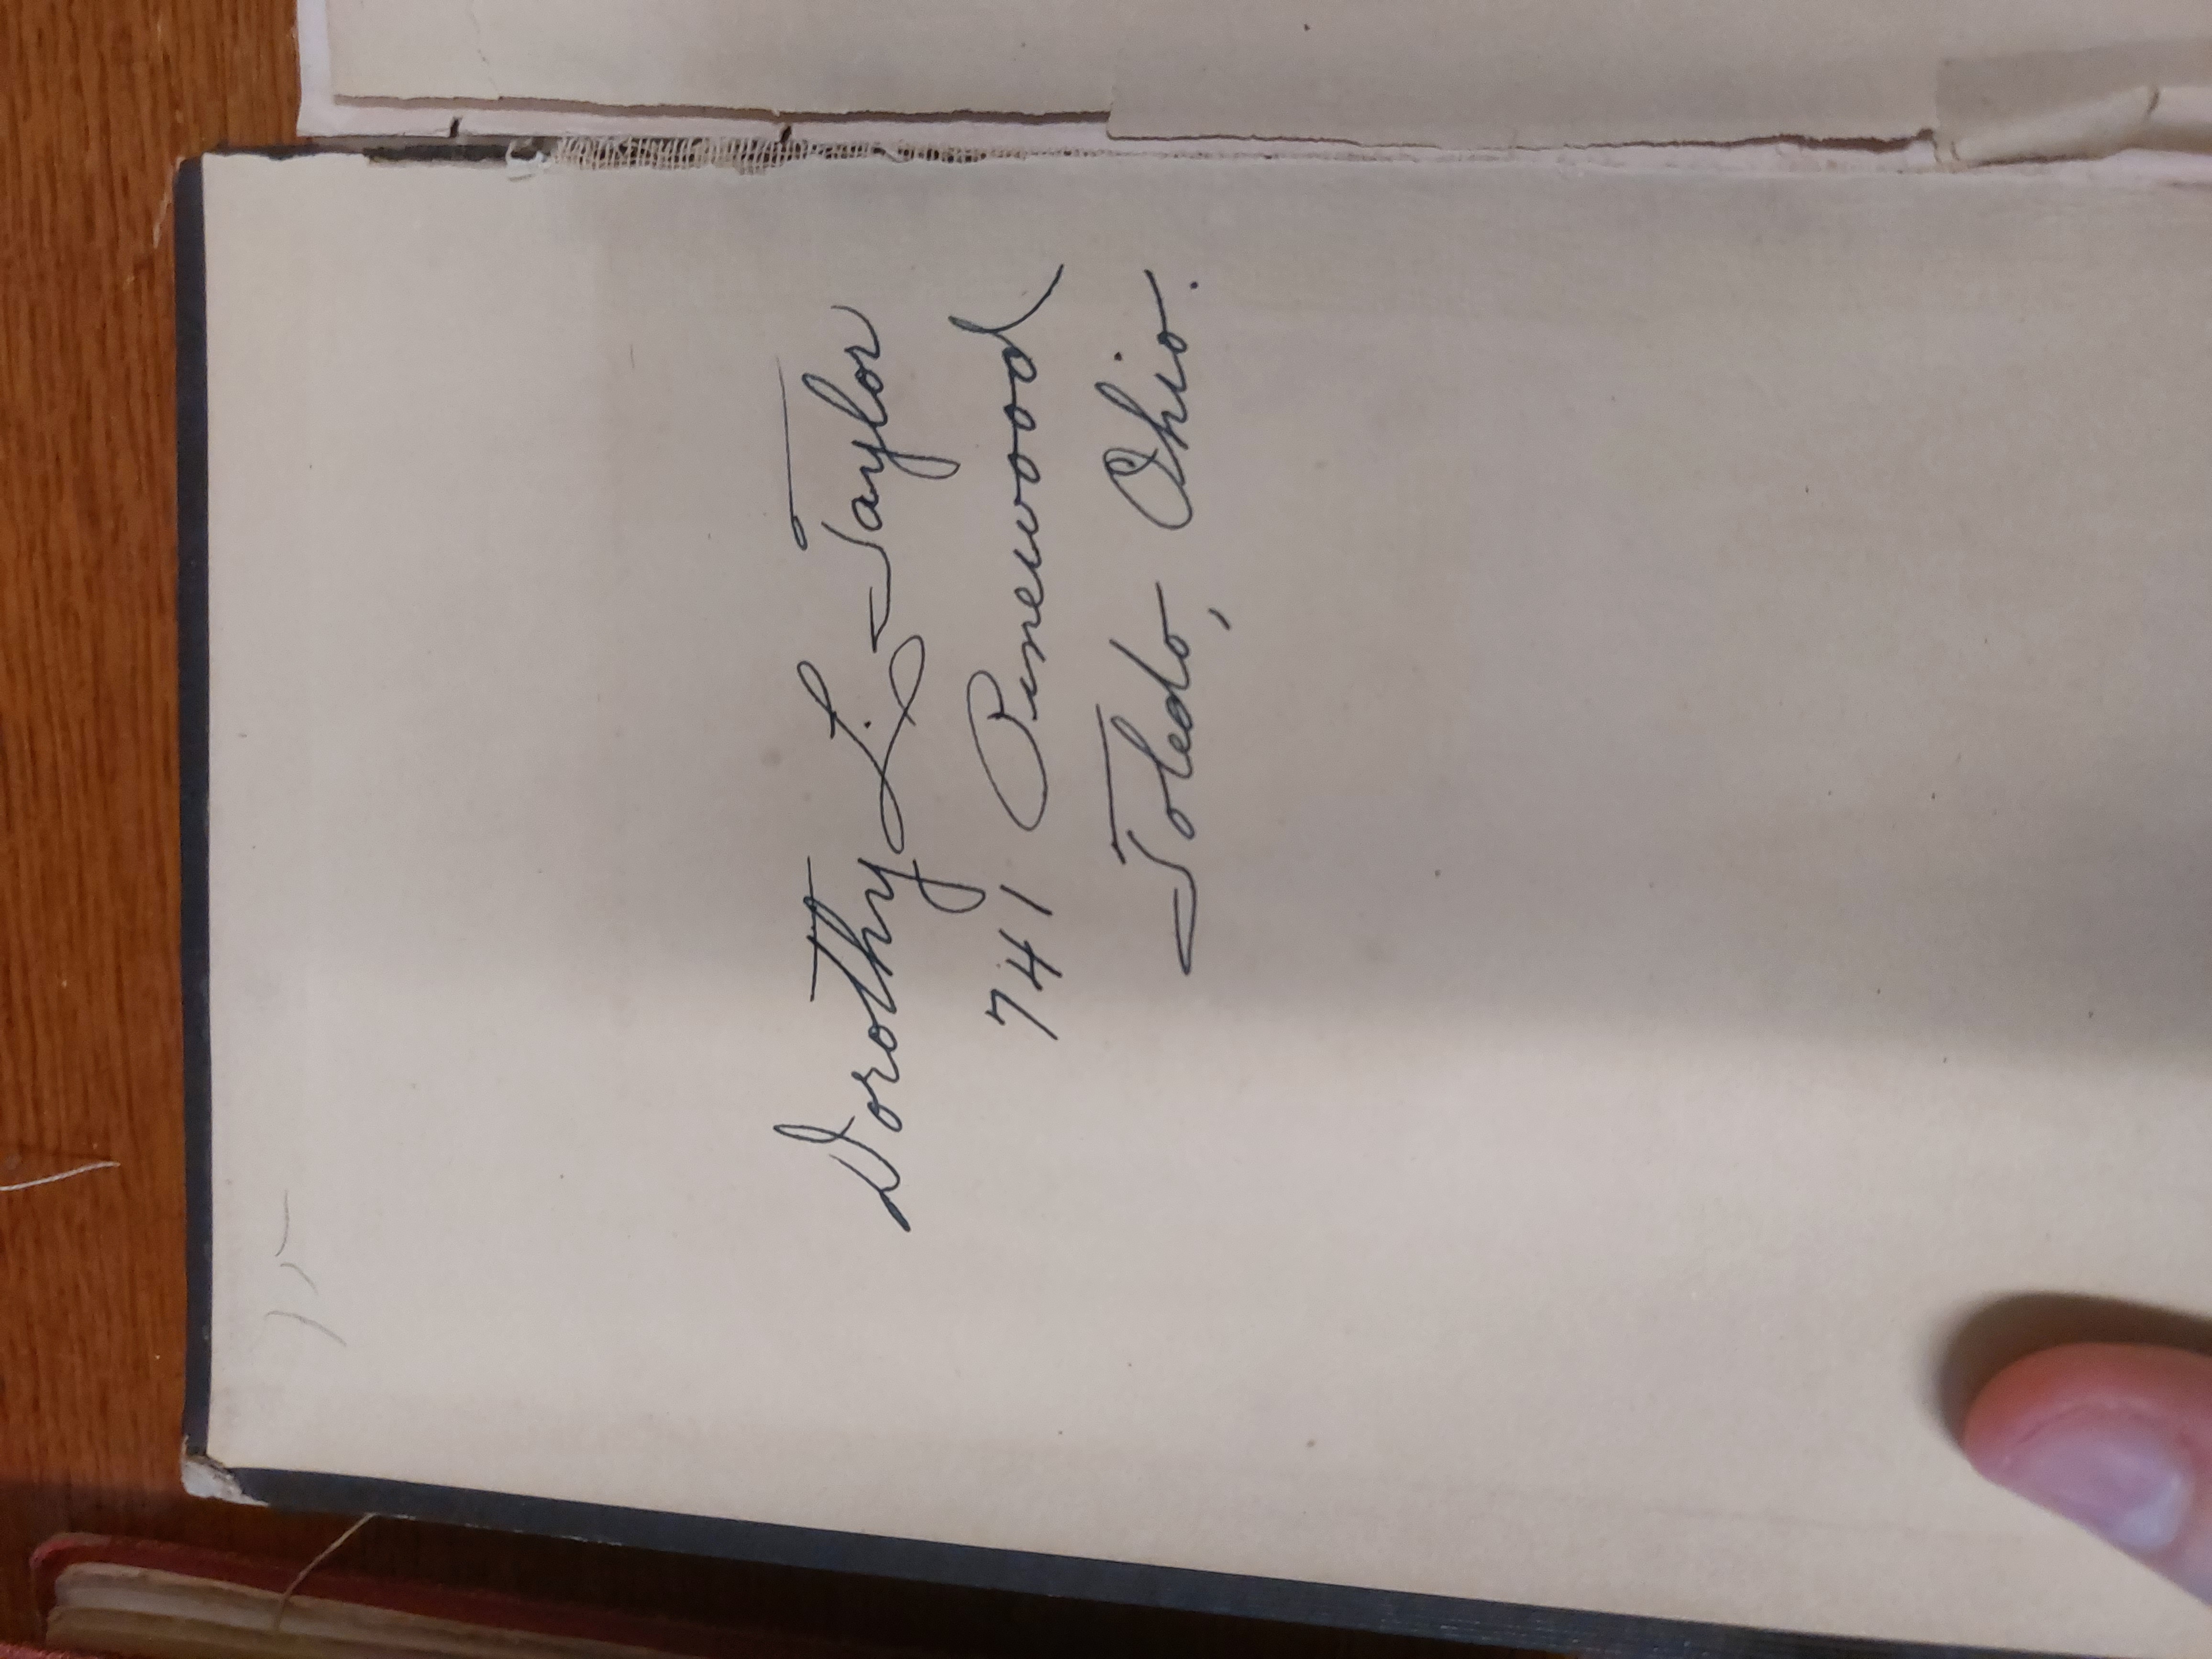 Dorothy L. Taylor
741 Pinewood
Toledo, Ohio.